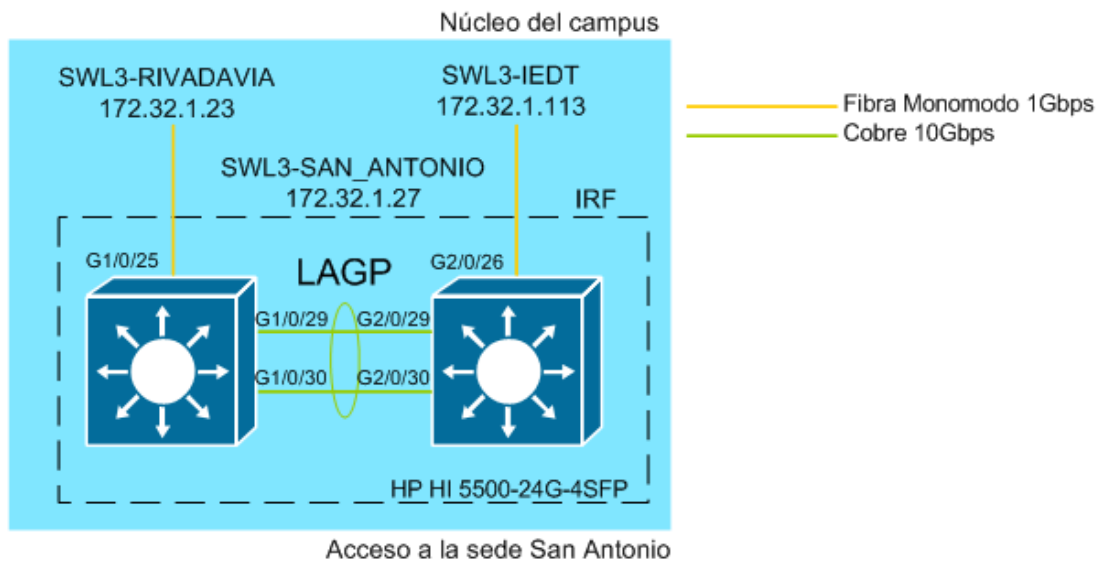 Núcleo del campus
SWL3-RIVADAVIA
172.32.1.23
SWL3-IEDT
172.32.1.113
Fibra Monomodo 1Gbps
Cobre 10Gbps
SWL3-SAN_ANTONIO
172.32.1.27
IRF
G1/0/25
LAGP
G2/0/26
G1/0/29
G2/0/29
G1/0/30
G2/0/30
HP HI 5500-24G-4SFP
Acceso a la sede San Antonio